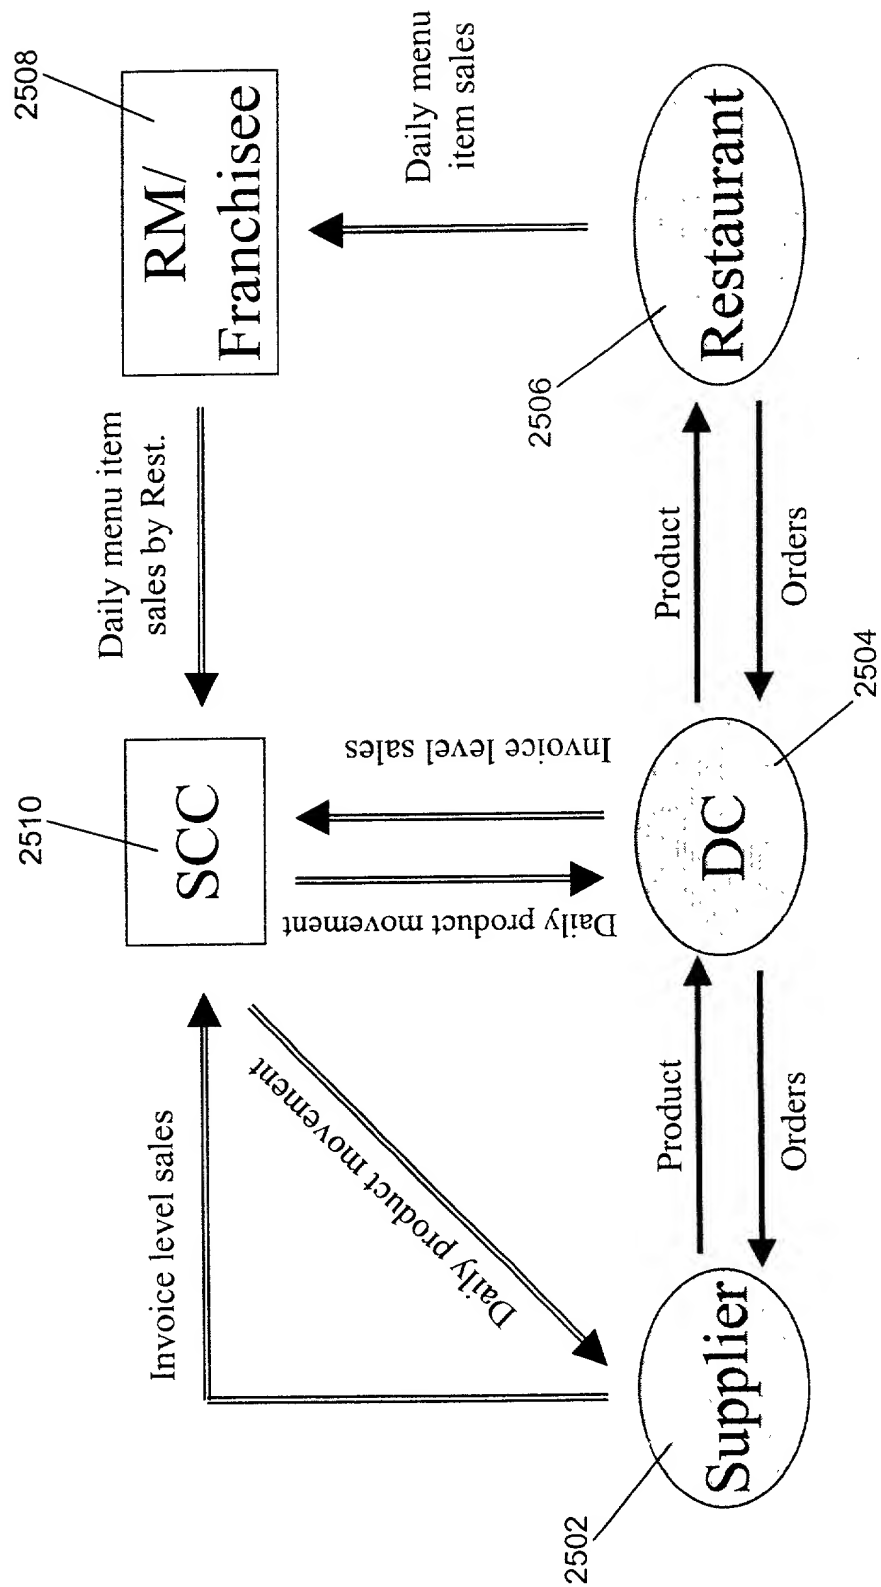 2510
SCC
2508
RM/
Franchisee
Daily menu item
sales by Rest.
Invoice level sales
Daily product movement
Daily product movement
Invoice level sales
Daily menu
item sales
2502
Supplier
Product
Orders
DC
2504
Product
Orders
2506
Restaurant